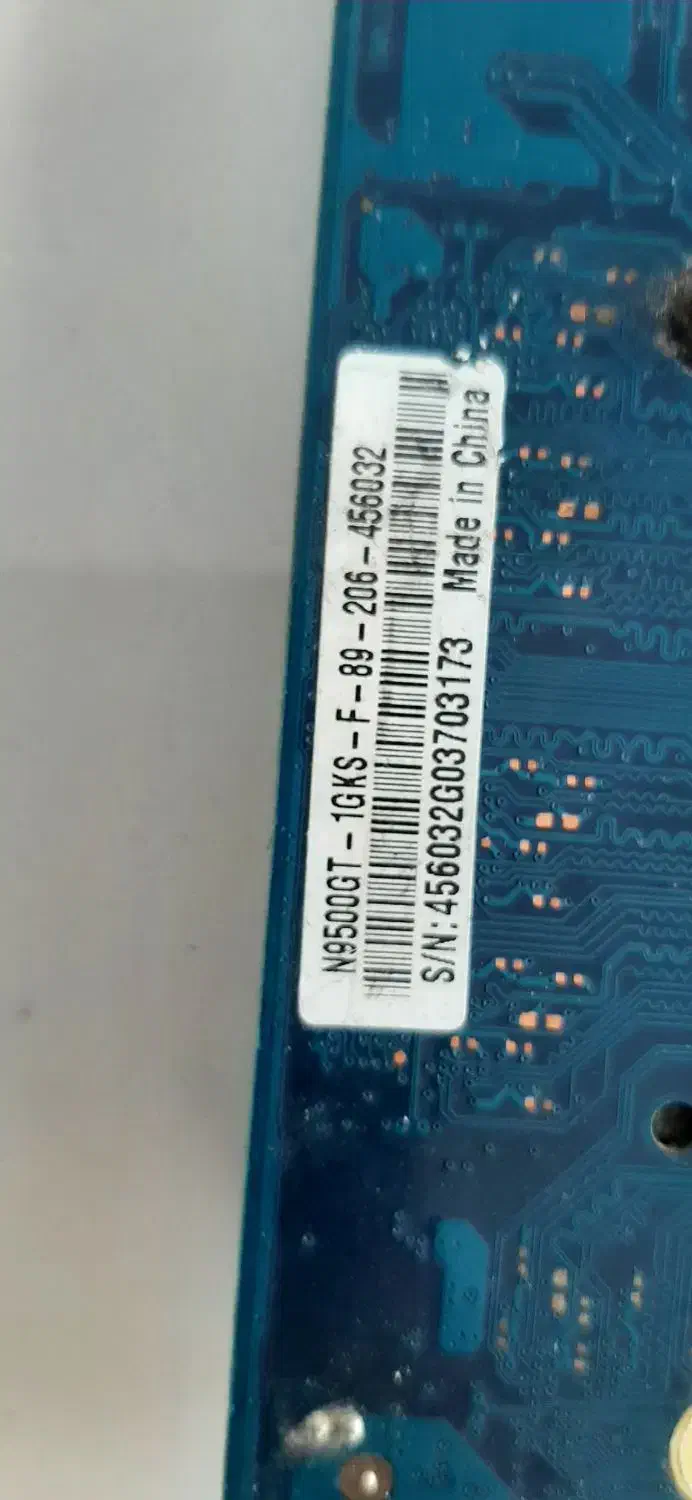 N9500GT-1GKS-F-89-206-456032
S/N:456032G03703173 Made in China